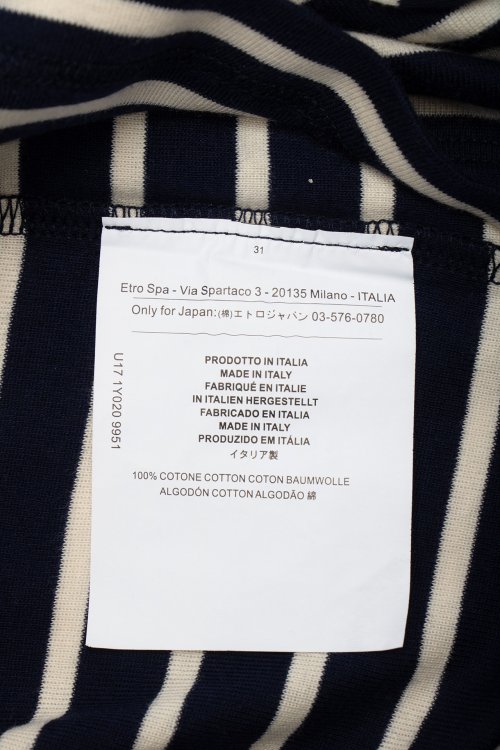 31
Etro Spa - Via Spartaco 3 - 20135 Milano - ITALIA
Only for Japan:(綿)エトロジャパン 03-576-0780
PRODOTTO IN ITALIA
MADE IN ITALY
FABRIQUÉ EN ITALIE
IN ITALIEN HERGESTELLT
FABRICADO EN ITALIA
MADE IN ITALY
PRODUZIDO EM ITÁLIA
イタリア製
100% COTONE COTTON COTON BAUMWOLLE
ALGODÓN COTTON ALGODÃO 綿
U17 1Y020 9951